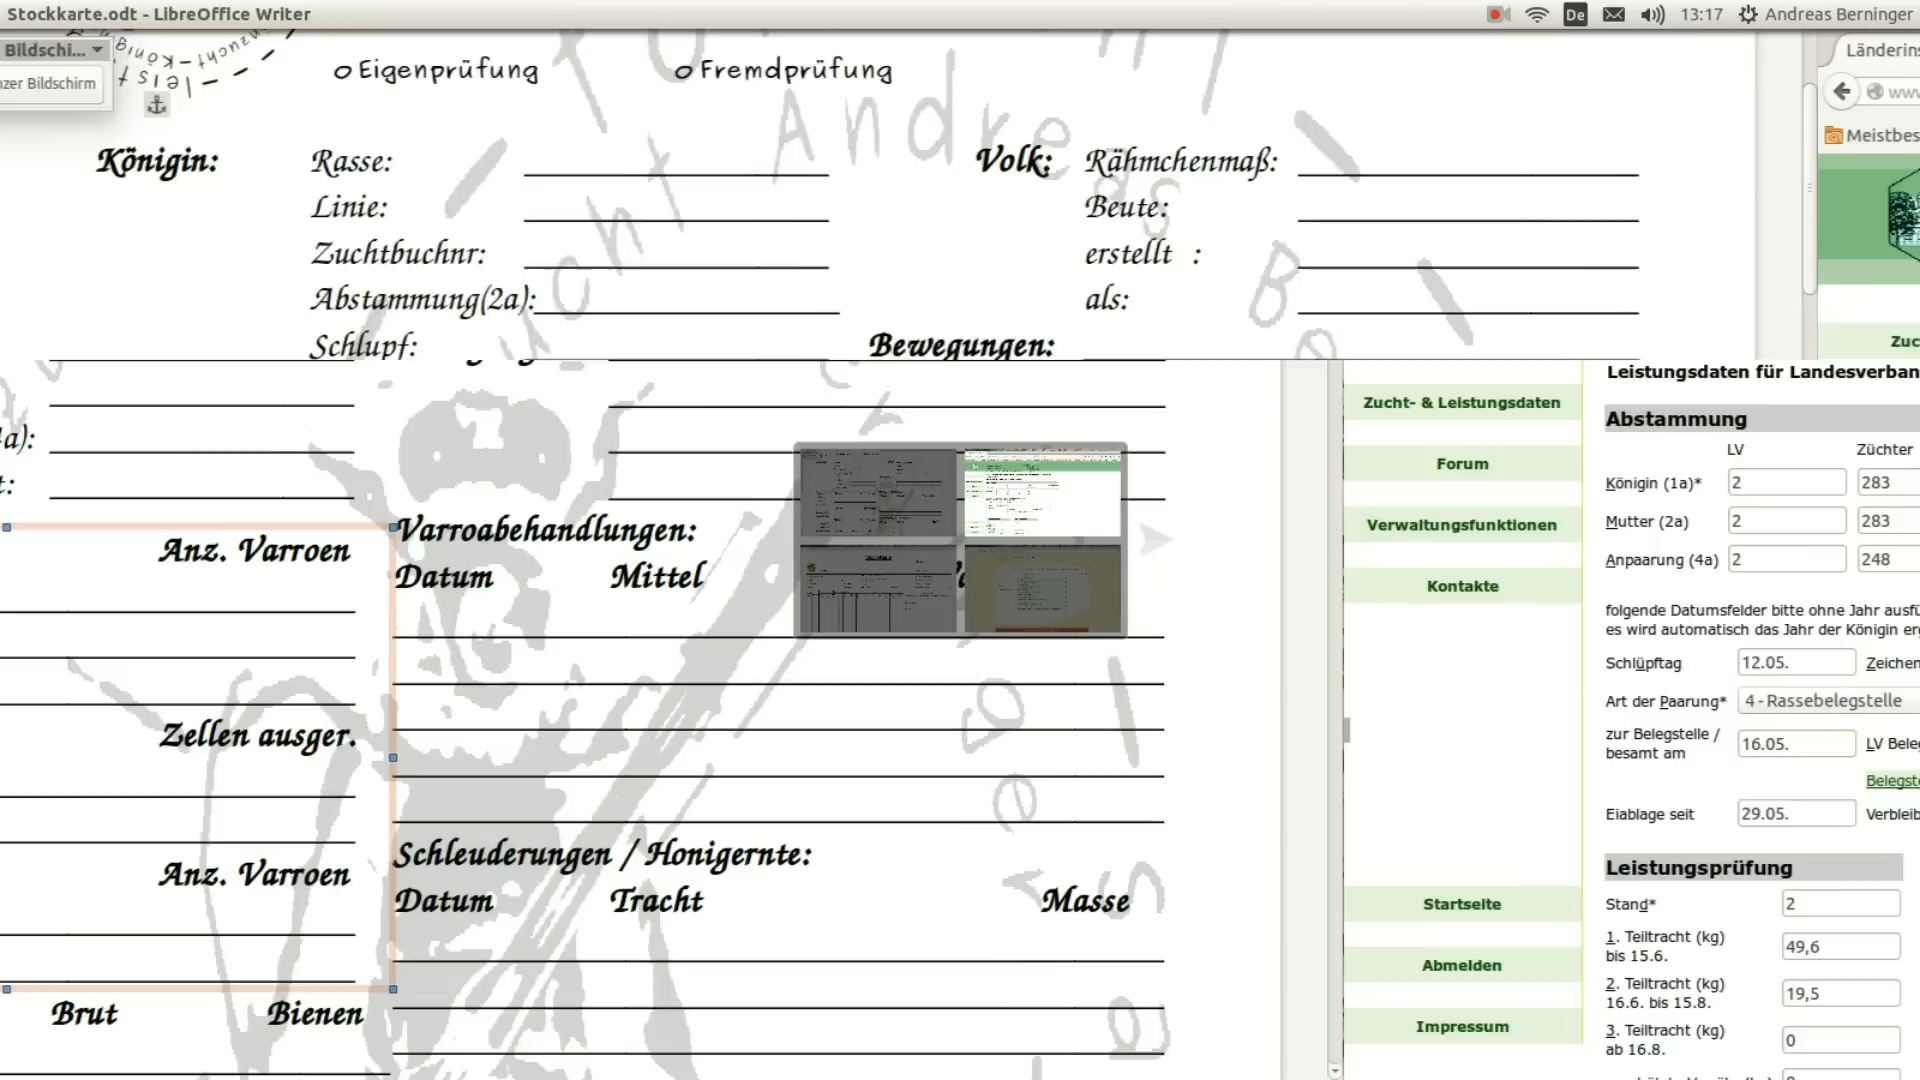 Stockkarte.odt - LibreOffice Writer
De
13:17
Andreas Berninger
Bildschi...
nzer Bildschirm
o Eigenprüfung
o Fremdprüfung
Länderins
www
Meistbes
Andreas
Königin:
Rasse:
Linie:
Zuchtbuchnr:
Abstammung(2a):
Schlupf:
Volk:
Rähmchenmaß:
Beute:
erstellt :
als:
Bewegungen:
Zuc
4a):
t:
Anz. Varroen
Zellen ausger.
Anz. Varroen
Brut
Bienen
Varroabehandlungen:
Datum
Mittel
Schleuderungen / Honigernte:
Datum
Tracht
Masse
Zucht- & Leistungsdaten
Forum
Verwaltungsfunktionen
Kontakte
Startseite
Abmelden
Impressum
Leistungsdaten für Landesverban
Abstammung
LV
Züchter
Königin (1a)*
2
283
Mutter (2a)
2
283
Anpaarung (4a)
2
248
folgende Datumsfelder bitte ohne Jahr ausfü
es wird automatisch das Jahr der Königin erg
Schlüpftag
12.05.
Zeichen
Art der Paarung*
4 - Rassebelegstelle
zur Belegstelle /
besamt am
16.05.
LV Beleg
Belegste
Eiablage seit
29.05.
Verbleib
Leistungsprüfung
Stand*
2
1. Teiltracht (kg)
bis 15.6.
49,6
2. Teiltracht (kg)
16.6. bis 15.8.
19,5
3. Teiltracht (kg)
ab 16.8.
0